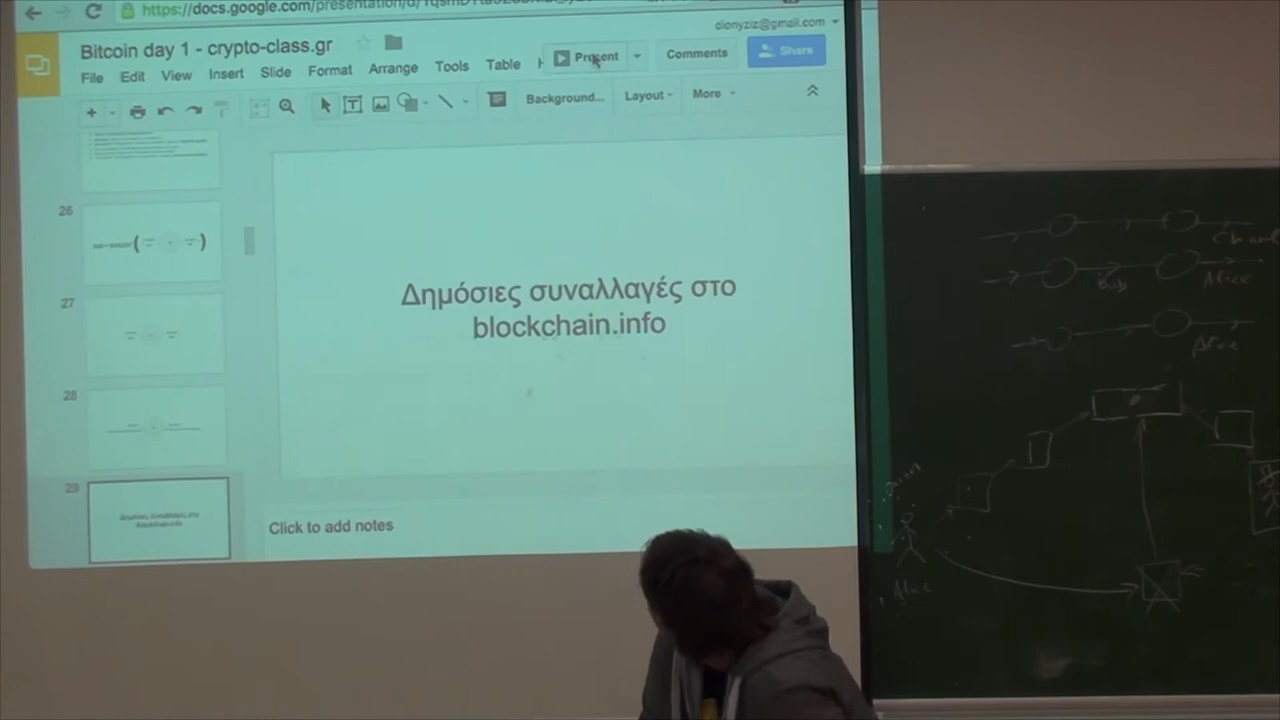 https://docs.google.com/presentation/d/
dionyziz@gmail.com
Bitcoin day 1 - crypto-class.gr
Present
Comments
Share
File Edit View Insert Slide Format Arrange Tools Table
Background... Layout More
26
27
28
29
Δημόσιες συναλλαγές στο
blockchain.info
Click to add notes
Bob
Alice
Alice
Alice